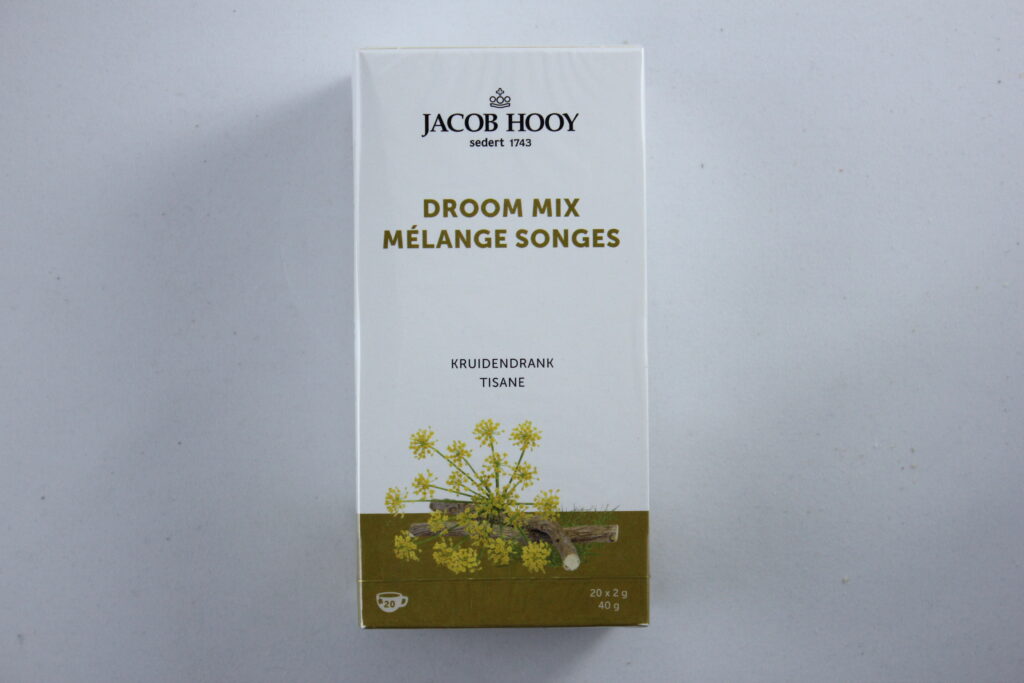 JACOB HOOY
sedert 1743
DROOM MIX
MÉLANGE SONGES
KRUIDENDRANK
TISANE
20
20 x 2 g
40 g